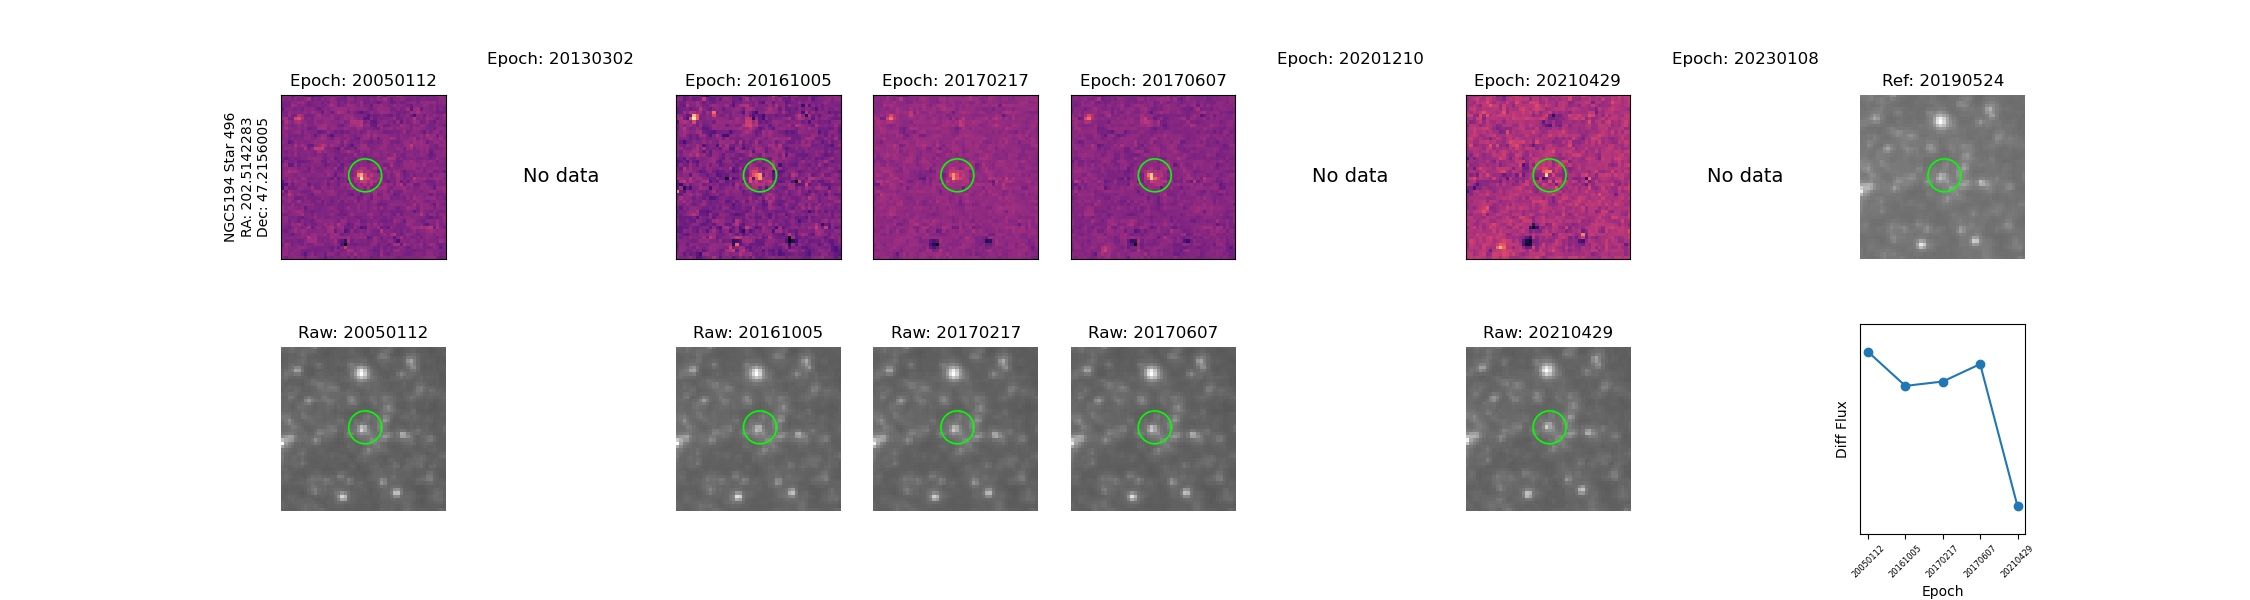 Epoch: 20130302
Epoch: 20201210
Epoch: 20230108
Epoch: 20050112
Epoch: 20161005
Epoch: 20170217
Epoch: 20170607
Epoch: 20210429
Ref: 20190524
NGC5194 Star 496
RA: 202.5142283
Dec: 47.2156005
No data
No data
No data
Raw: 20050112
Raw: 20161005
Raw: 20170217
Raw: 20170607
Raw: 20210429
Diff Flux
20050112
20161005
20170217
20170607
20210429
Epoch